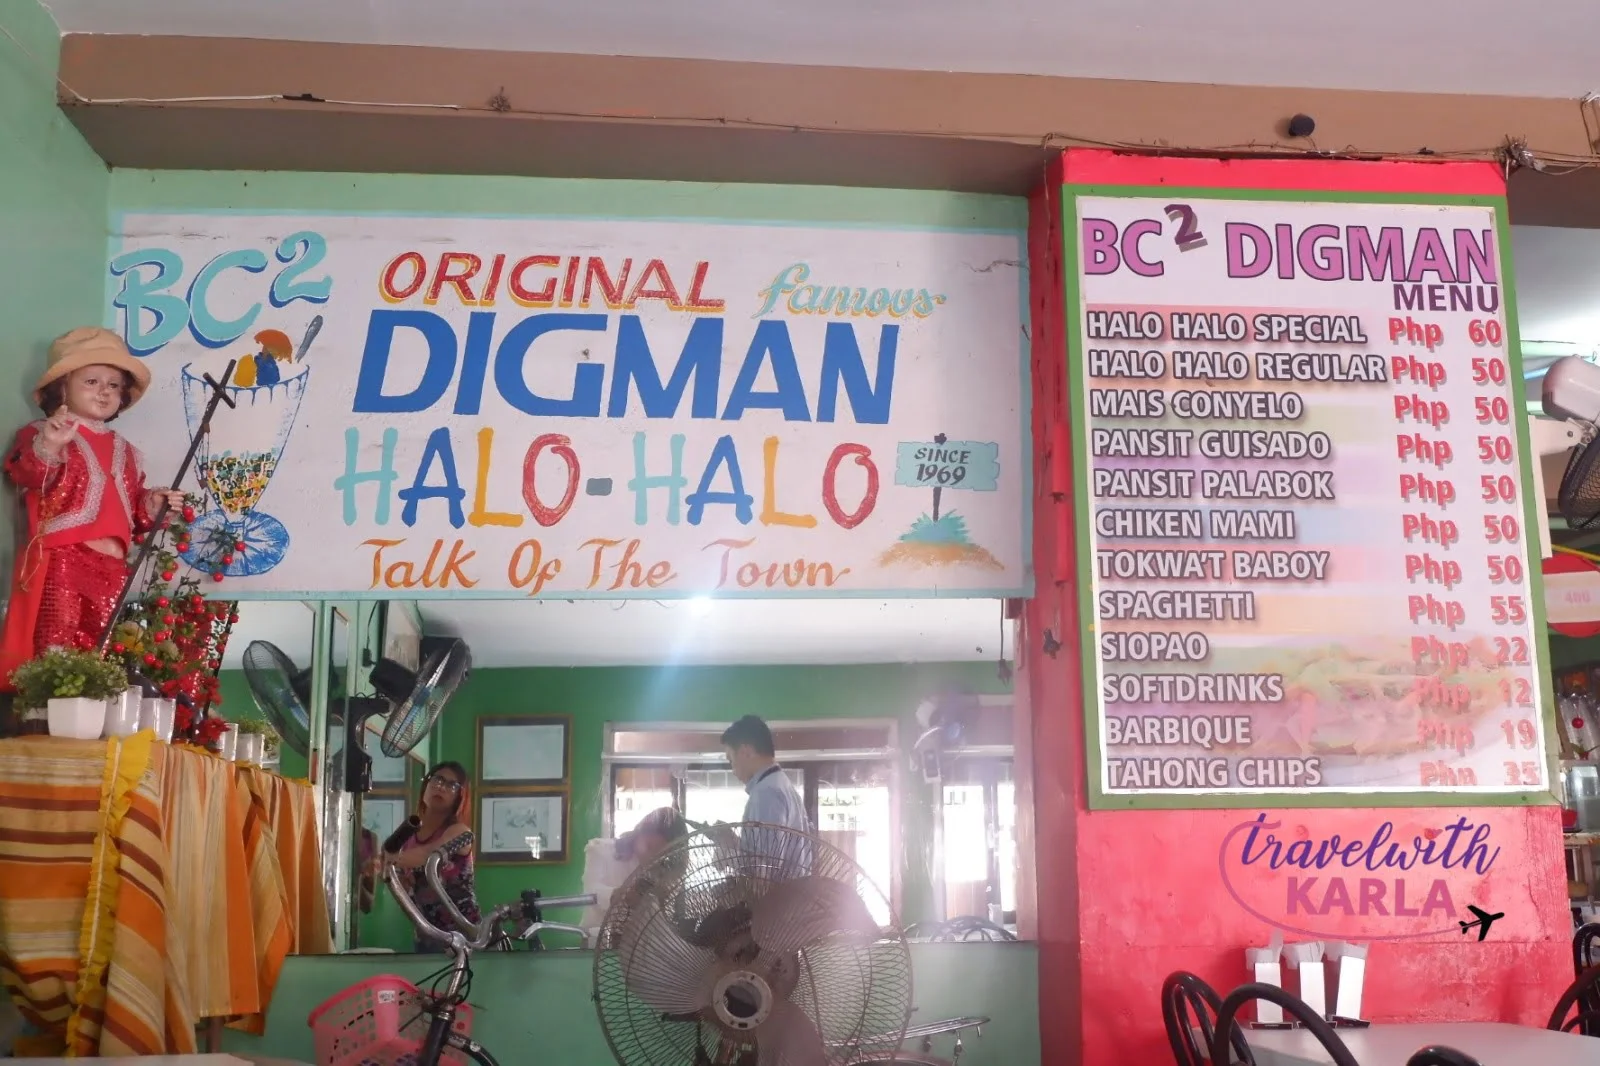 BC2
ORIGINAL famous
DIGMAN
HALO-HALO
Talk Of The Town
SINCE
1969
BC2 DIGMAN
MENU
HALO HALO SPECIAL Php 60
HALO HALO REGULAR Php 50
MAIS CONYELO Php 50
PANSIT GUISADO Php 50
PANSIT PALABOK Php 50
CHIKEN MAMI Php 50
TOKWA'T BABOY Php 50
SPAGHETTI Php 55
SIOPAO Php 22
SOFTDRINKS Php 12
BARBIQUE Php 19
TAHONG CHIPS Php 35
400
travelwith
KARLA